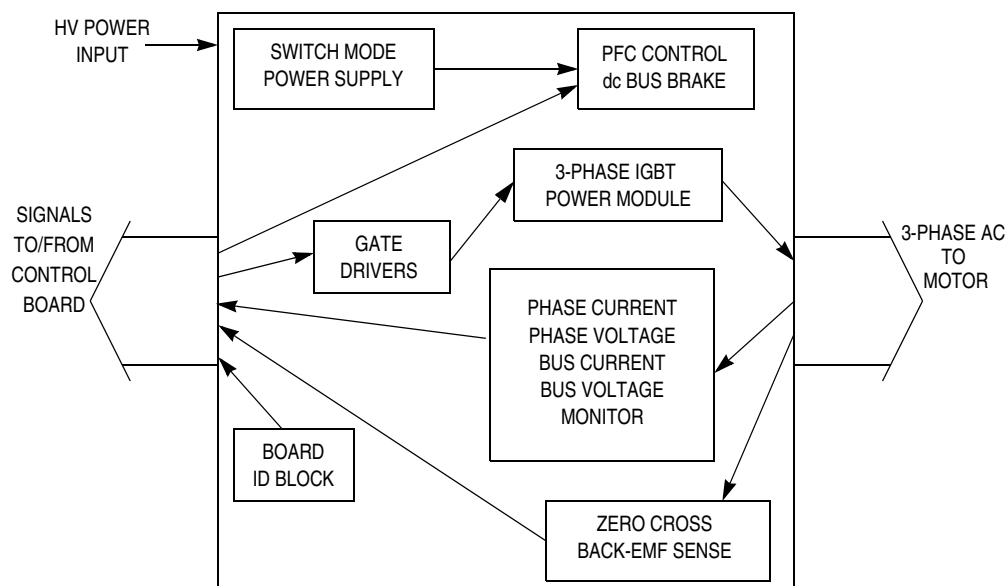 HV POWER
INPUT
SWITCH MODE
POWER SUPPLY
PFC CONTROL
dc BUS BRAKE
3-PHASE IGBT
POWER MODULE
SIGNALS
TO/FROM
CONTROL
BOARD
GATE
DRIVERS
3-PHASE AC
TO
MOTOR
PHASE CURRENT
PHASE VOLTAGE
BUS CURRENT
BUS VOLTAGE
MONITOR
BOARD
ID BLOCK
ZERO CROSS
BACK-EMF SENSE